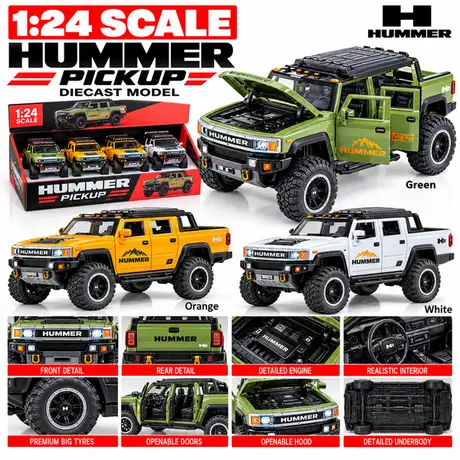 1:24 SCALE
HUMMER
PICKUP
DIECAST MODEL
H
HUMMER
1:24
SCALE
HUMMER
PICKUP
HUMMER
Green
HUMMER
Orange
HUMMER
White
HUMMER
FRONT DETAIL
HUMMER
REAR DETAIL
DETAILED ENGINE
REALISTIC INTERIOR
PREMIUM BIG TYRES
OPENABLE DOORS
HUMMER
OPENABLE HOOD
DETAILED UNDERBODY